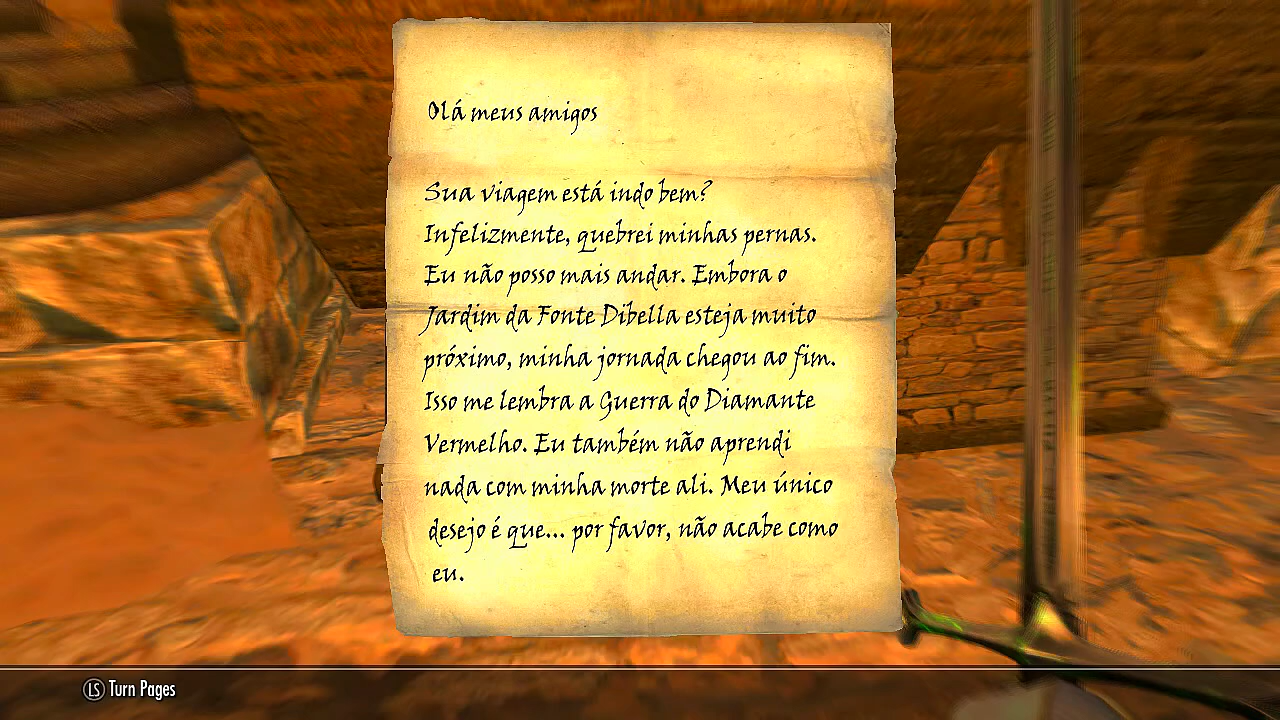 Olá meus amigos
Sua viagem está indo bem?
Infelizmente, quebrei minhas pernas.
Eu não posso mais andar. Embora o
Jardim da Fonte Dibella esteja muito
próximo, minha jornada chegou ao fim.
Isso me lembra a Guerra do Diamante
Vermelho. Eu também não aprendi
nada com minha morte ali. Meu único
desejo é que... por favor, não acabe como
eu.
LS Turn Pages